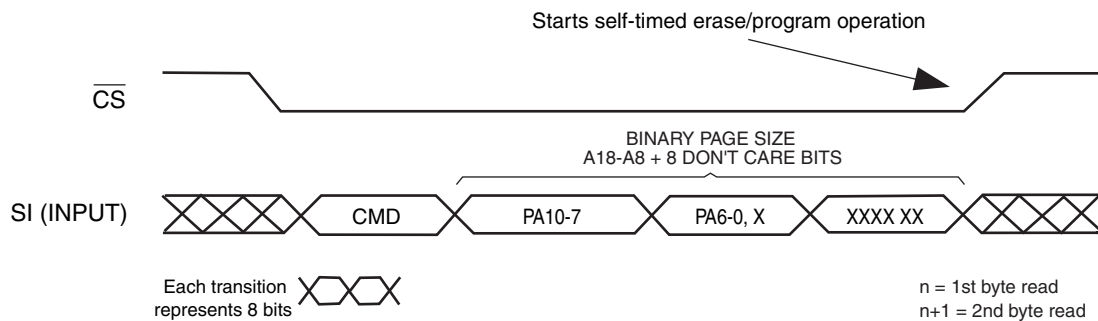 Starts self-timed erase/program operation
CS
BINARY PAGE SIZE
A18-A8 + 8 DON'T CARE BITS
SI (INPUT)
CMD
PA10-7
PA6-0, X
XXXX XX
Each transition
represents 8 bits
n = 1st byte read
n+1 = 2nd byte read